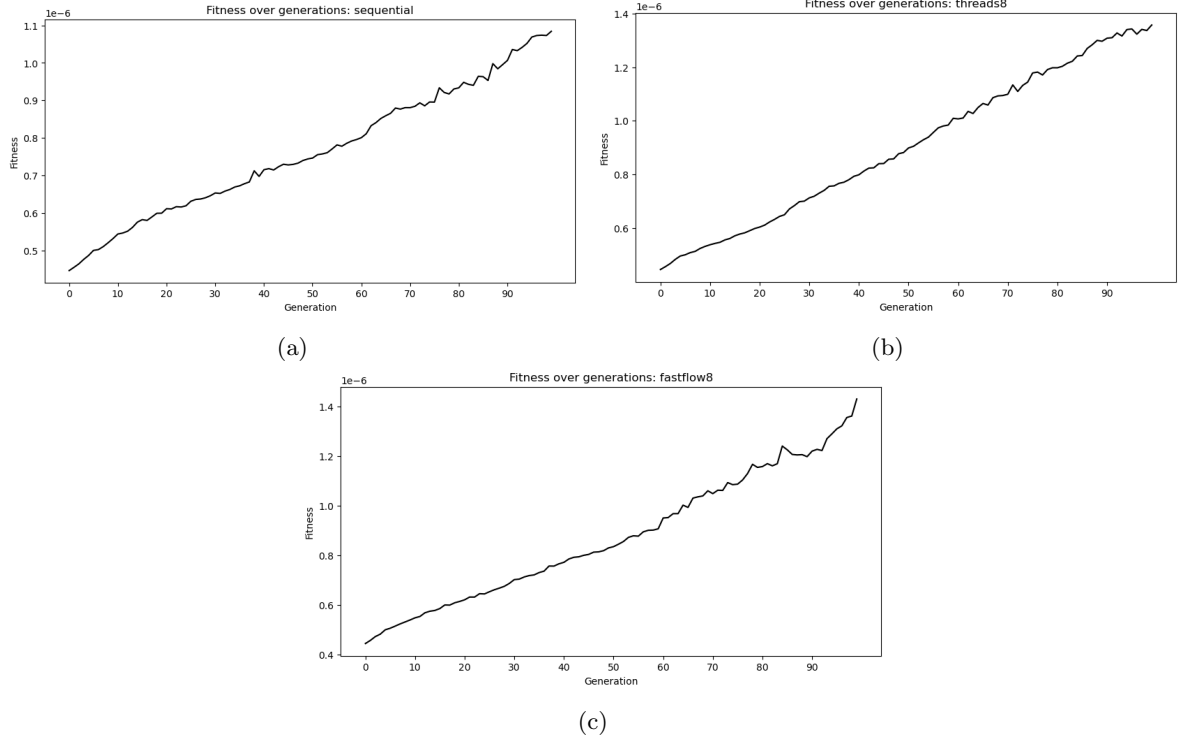 Fitness over generations: sequential
1e−6
1.1
1.0
0.9
0.8
0.7
0.6
0.5
Fitness
0 10 20 30 40 50 60 70 80 90
Generation
(a)
Fitness over generations: threads8
1e−6
1.4
1.2
1.0
0.8
0.6
Fitness
0 10 20 30 40 50 60 70 80 90
Generation
(b)
Fitness over generations: fastflow8
1e−6
1.4
1.2
1.0
0.8
0.6
0.4
Fitness
0 10 20 30 40 50 60 70 80 90
Generation
(c)